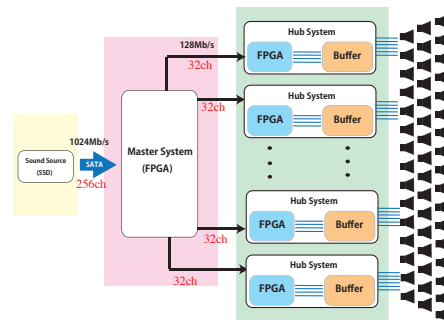 128Mb/s
32ch
Hub System
FPGA
Buffer
32ch
Hub System
FPGA
Buffer
1024Mb/s
Sound Source
(SSD)
SATA
256ch
Master System
(FPGA)
32ch
Hub System
FPGA
Buffer
32ch
Hub System
FPGA
Buffer